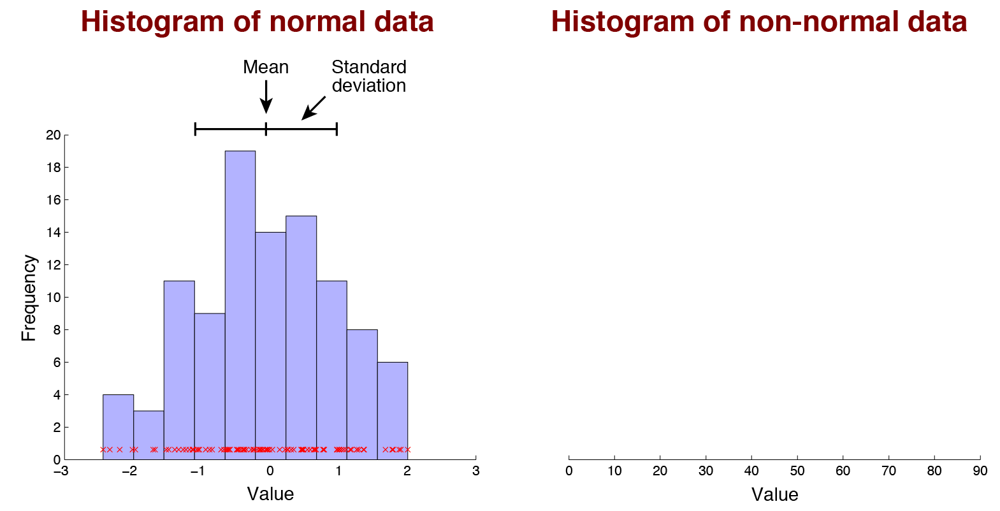 Histogram of normal data
Histogram of non-normal data
Mean
Standard
deviation
20
18
16
14
12
10
8
6
4
2
0
Frequency
−3 −2 −1 0 1 2 3
Value
0 10 20 30 40 50 60 70 80 90
Value